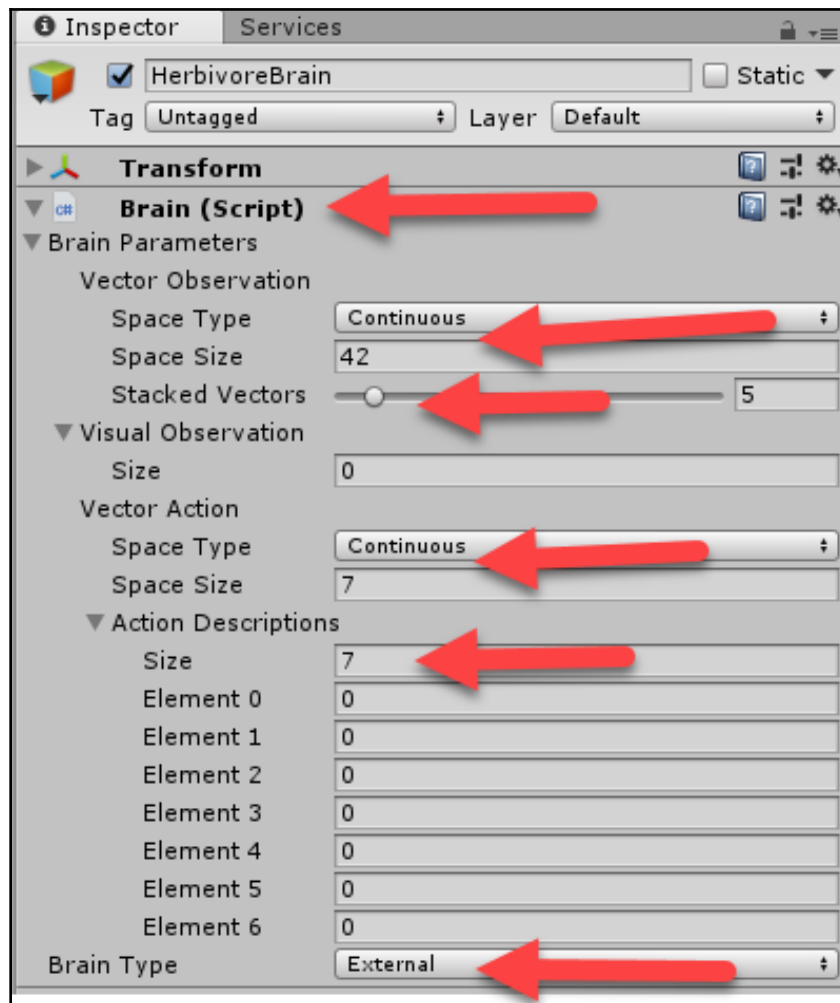 Inspector Services
HerbivoreBrain Static
Tag Untagged Layer Default
Transform
C# Brain (Script)
Brain Parameters
Vector Observation
Space Type Continuous
Space Size 42
Stacked Vectors 5
Visual Observation
Size 0
Vector Action
Space Type Continuous
Space Size 7
Action Descriptions
Size 7
Element 0 0
Element 1 0
Element 2 0
Element 3 0
Element 4 0
Element 5 0
Element 6 0
Brain Type External